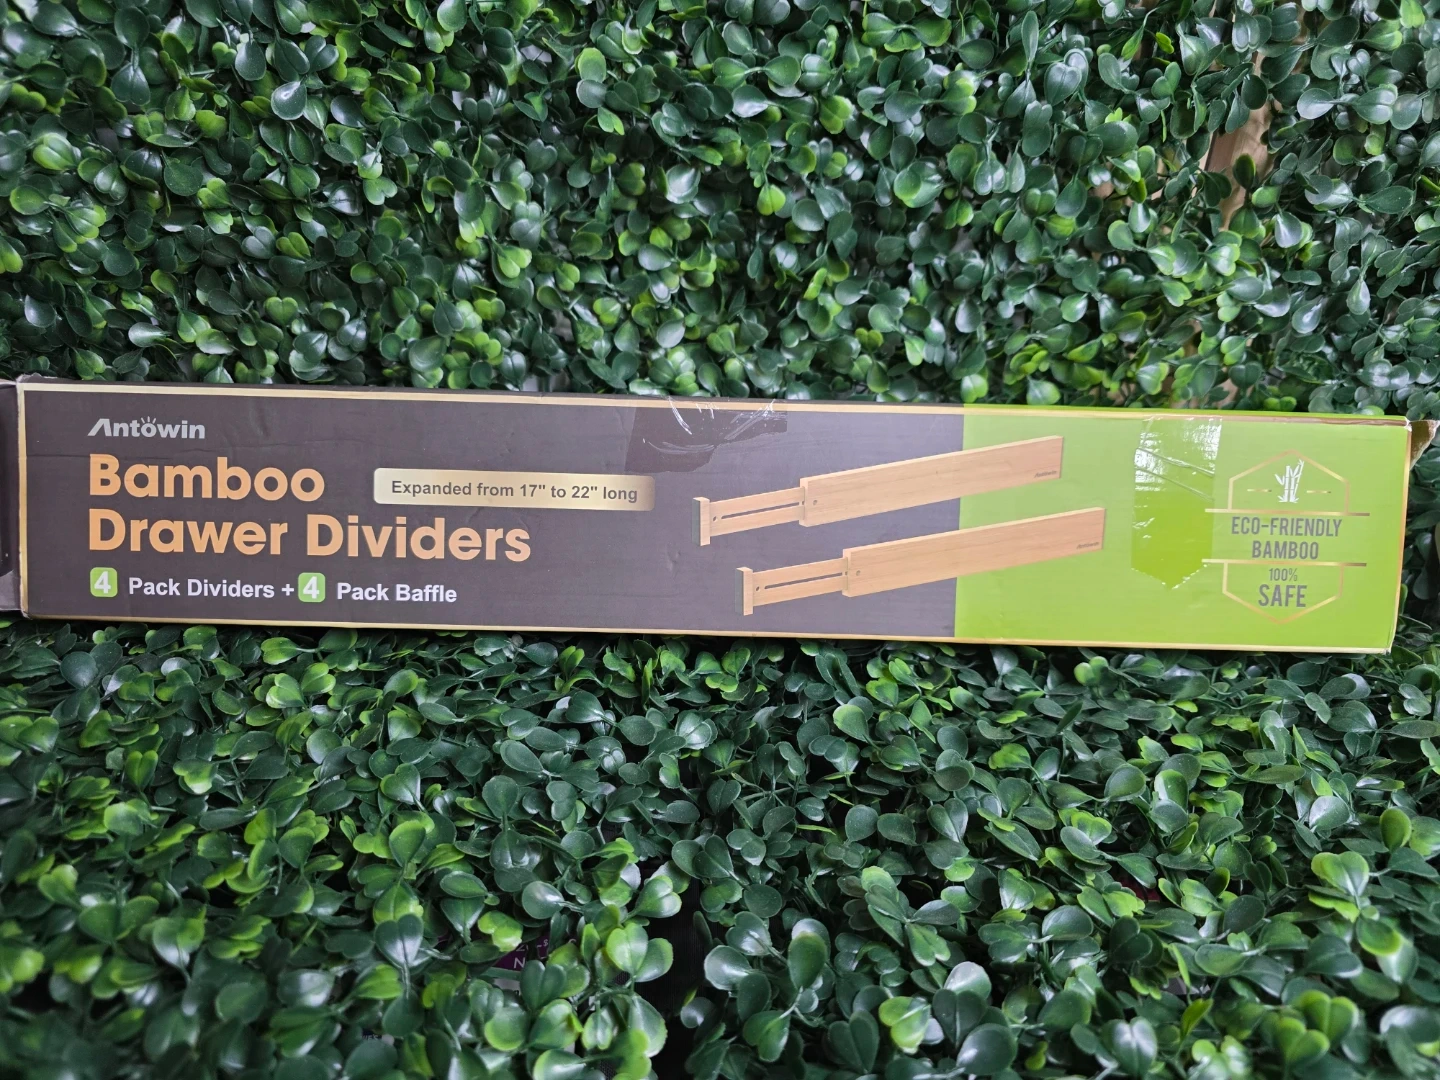 Antowin
Bamboo
Drawer Dividers
Expanded from 17" to 22" long
4 Pack Dividers + 4 Pack Baffle
ECO-FRIENDLY
BAMBOO
100%
SAFE